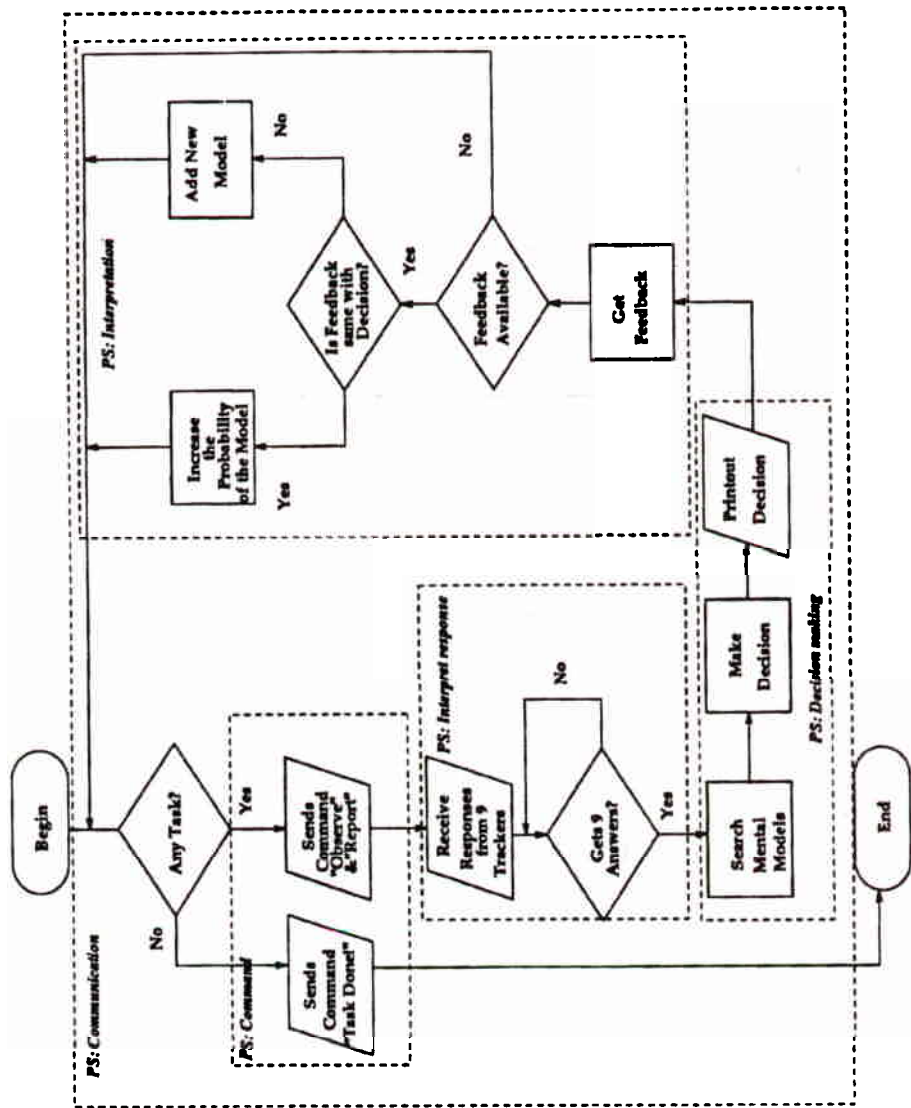 Begin
PS: Communication
Any Task?
No
Yes
PS: Command
Sends
Command
"Task Done!"
Sends
Command
"Observe"
&"Report"
PS: Interpret response
Receive
Responses
from 9
Trackers
Gets 9
Answers?
No
Yes
Search
Mental
Models
Make
Decision
Printout
Decision
PS: Decision making
End
PS: Interpretation
Increase
the
Probability
of the Model
Yes
Add New
Model
No
Is Feedback
same with
Decision?
Yes
Feedback
Available?
No
Get
Feedback